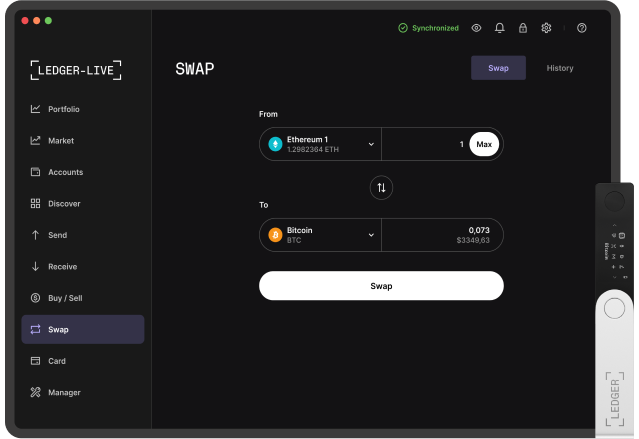 Synchronized
LEDGER-LIVE
SWAP
Swap
History
Portfolio
Market
Accounts
Discover
Send
Receive
Buy / Sell
Swap
Card
Manager
From
Ethereum 1
1.2982364 ETH
1
Max
To
Bitcoin
BTC
0,073
$3349,63
Swap
Bitcoin
LEDGER